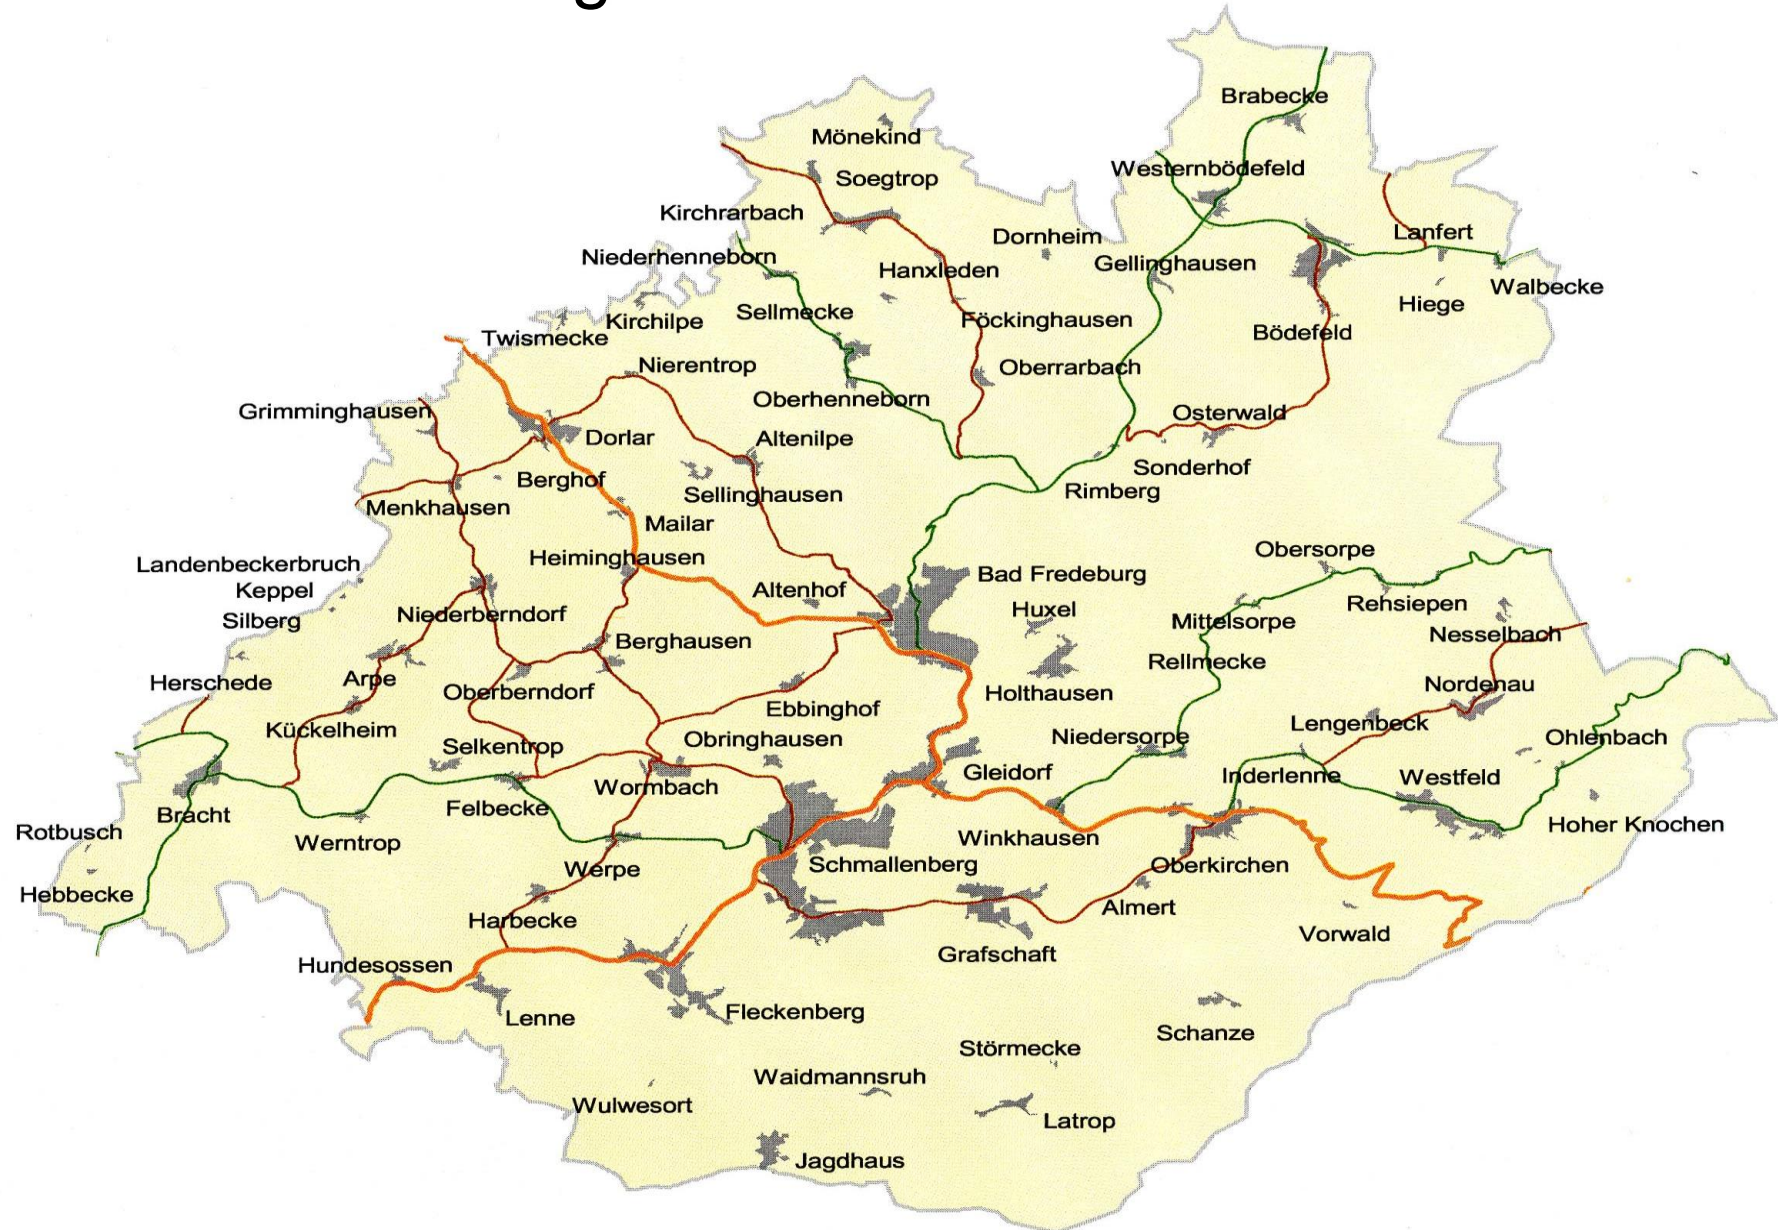 g
Brabecke
Mönekind
Westernbödefeld
Soegtrop
Kirchrarbach
Lanfert
Dornheim
Niederhenneborn
Gellinghausen
Hanxleden
Walbecke
Hiege
Sellmecke
Kirchilpe
Föckinghausen
Bödefeld
Twismecke
Nierentrop
Oberrarbach
Oberhenneborn
Grimminghausen
Osterwald
Dorlar
Altenilpe
Sonderhof
Berghof
Rimberg
Sellinghausen
Menkhausen
Mailar
Obersorpe
Heiminghausen
Landenbeckerbruch
Bad Fredeburg
Keppel
Altenhof
Rehsiepen
Huxel
Niederberndorf
Silberg
Mittelsorpe
Nesselbach
Berghausen
Rellmecke
Arpe
Herschede
Nordenau
Oberberndorf
Holthausen
Ebbinghof
Lengenbeck
Kückelheim
Niedersorpe
Ohlenbach
Obringhausen
Selkentrop
Gleidorf
Inderlenne
Westfeld
Wormbach
Felbecke
Bracht
Hoher Knochen
Rotbusch
Winkhausen
Werntrop
Schmallenberg
Oberkirchen
Werpe
Hebbecke
Almert
Harbecke
Vorwald
Grafschaft
Hundesossen
Fleckenberg
Lenne
Schanze
Störmecke
Waidmannsruh
Wulwesort
Latrop
Jagdhaus